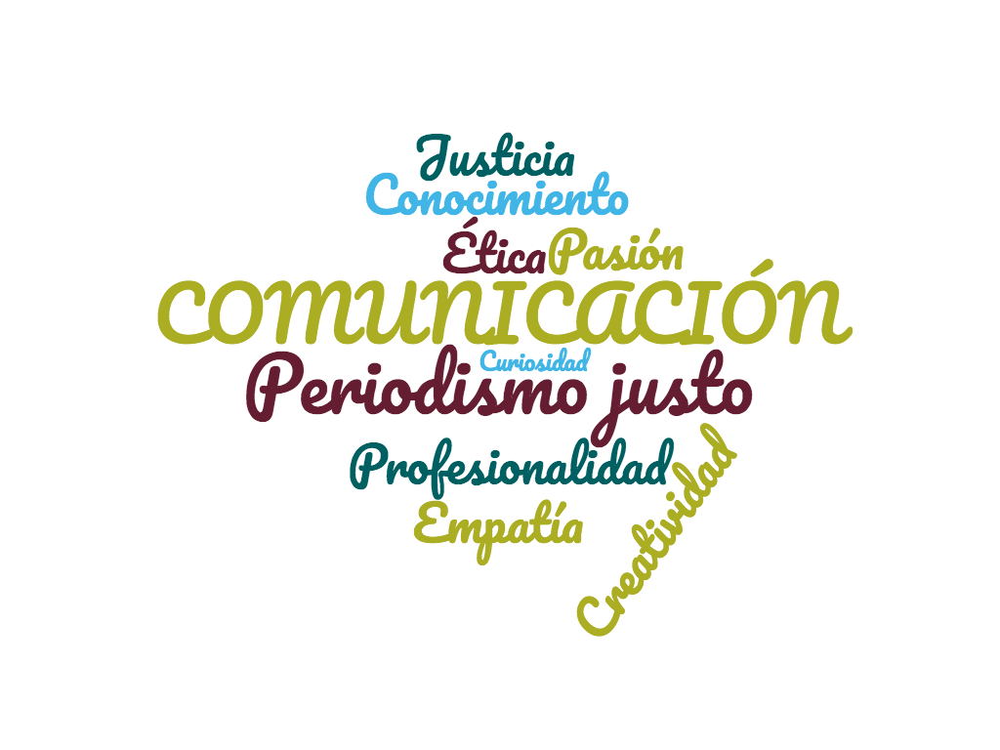 Justicia
Conocimiento
Ética
Pasión
COMUNICACIÓN
Curiosidad
Periodismo justo
Profesionalidad
Creatividad
Empatía